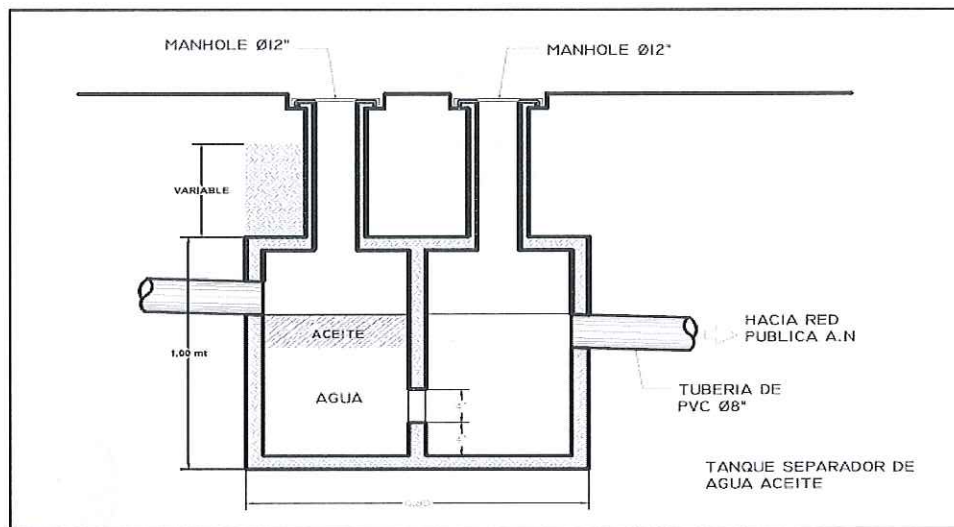 MANHOLE Ø12"
MANHOLE Ø12"
VARIABLE
ACEITE
1,00 mt
AGUA
HACIA RED
PUBLICA A.N
TUBERIA DE
PVC Ø8"
TANQUE SEPARADOR DE
AGUA ACEITE